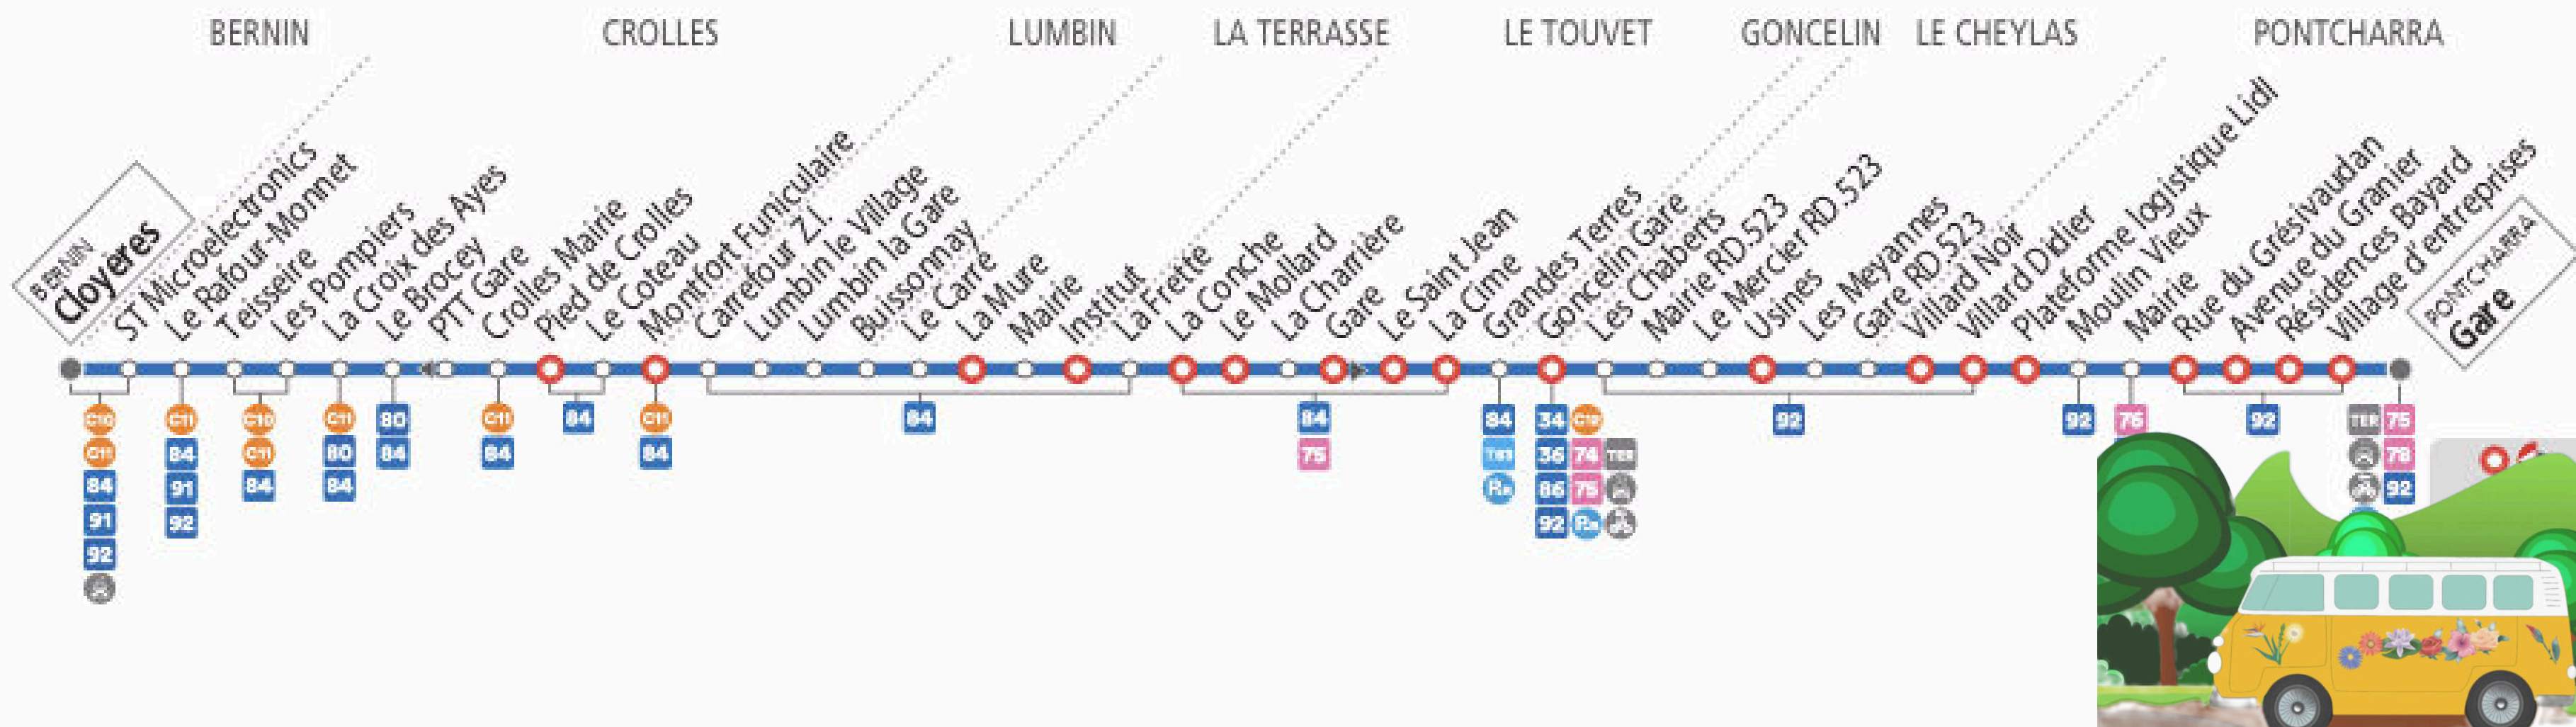 BERNIN
CROLLES
LUMBIN
LA TERRASSE
LE TOUVET
GONCELIN
LE CHEYLAS
PONTCHARRA
BERNIN
Cloyères
ST Microelectronics
Le Rafour-Monnet
Teisseire
Les Pompiers
La Croix des Ayes
Le Brocey
PTT Gare
Crolles Mairie
Pied de Crolles
Le Coteau
Montfort Funiculaire
Carrefour Z.I.
Lumbin le Village
Lumbin la Gare
Buissonnay
Le Carré
La Mure
Mairie
Institut
La Frette
La Conche
Le Mollard
La Charrière
Gare
Le Saint Jean
La Cime
Grandes Terres
Goncelin Gare
Les Chaberts
Mairie RD.523
Le Mercier RD.523
Usines
Les Meyannes
Gare RD.523
Villard Noir
Villard Didier
Plateforme logistique Lidl
Moulin Vieux
Mairie
Rue du Grésivaudan
Avenue du Granier
Résidences Bayard
Village d'entreprises
PONTCHARRA
Gare
C10
C11
84
91
92
C11
84
91
92
C10
C11
84
C11
80
84
80
84
C11
84
84
C11
84
84
84
75
84
34
36 74 TER
86 75
92
92
92
76
92
TER 75
78
92